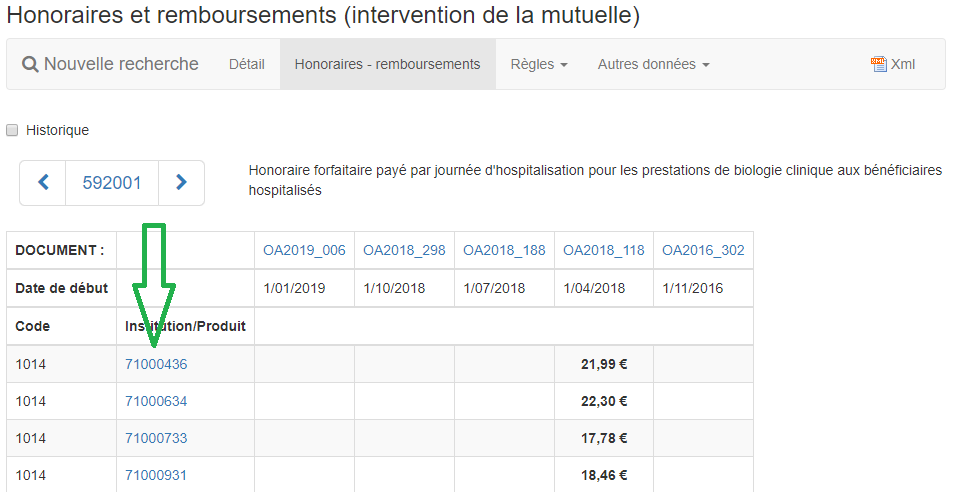 Honoraires et remboursements (intervention de la mutuelle)
Nouvelle recherche Détail Honoraires - remboursements Règles Autres données Xml
Historique
592001 Honoraire forfaitaire payé par journée d'hospitalisation pour les prestations de biologie clinique aux bénéficiaires
hospitalisés
DOCUMENT : OA2019_006 OA2018_298 OA2018_188 OA2018_118 OA2016_302
Date de début 1/01/2019 1/10/2018 1/07/2018 1/04/2018 1/11/2016
Code Institution/Produit
1014 71000436 21,99 €
1014 71000634 22,30 €
1014 71000733 17,78 €
1014 71000931 18,46 €